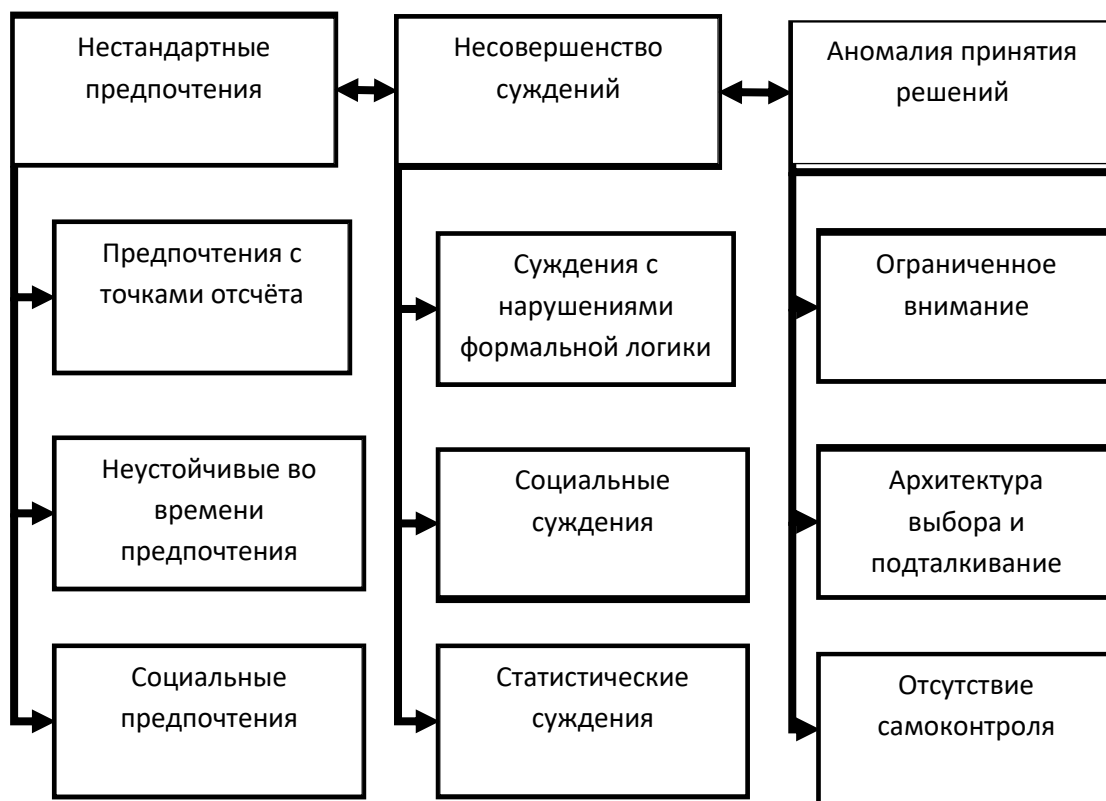 Нестандартные
предпочтения
Несовершенство
суждений
Аномалия принятия
решений
Предпочтения с
точками отсчёта
Суждения с
нарушениями
формальной логики
Ограниченное
внимание
Неустойчивые во
времени
предпочтения
Социальные
суждения
Архитектура
выбора и
подталкивание
Социальные
предпочтения
Статистические
суждения
Отсутствие
самоконтроля